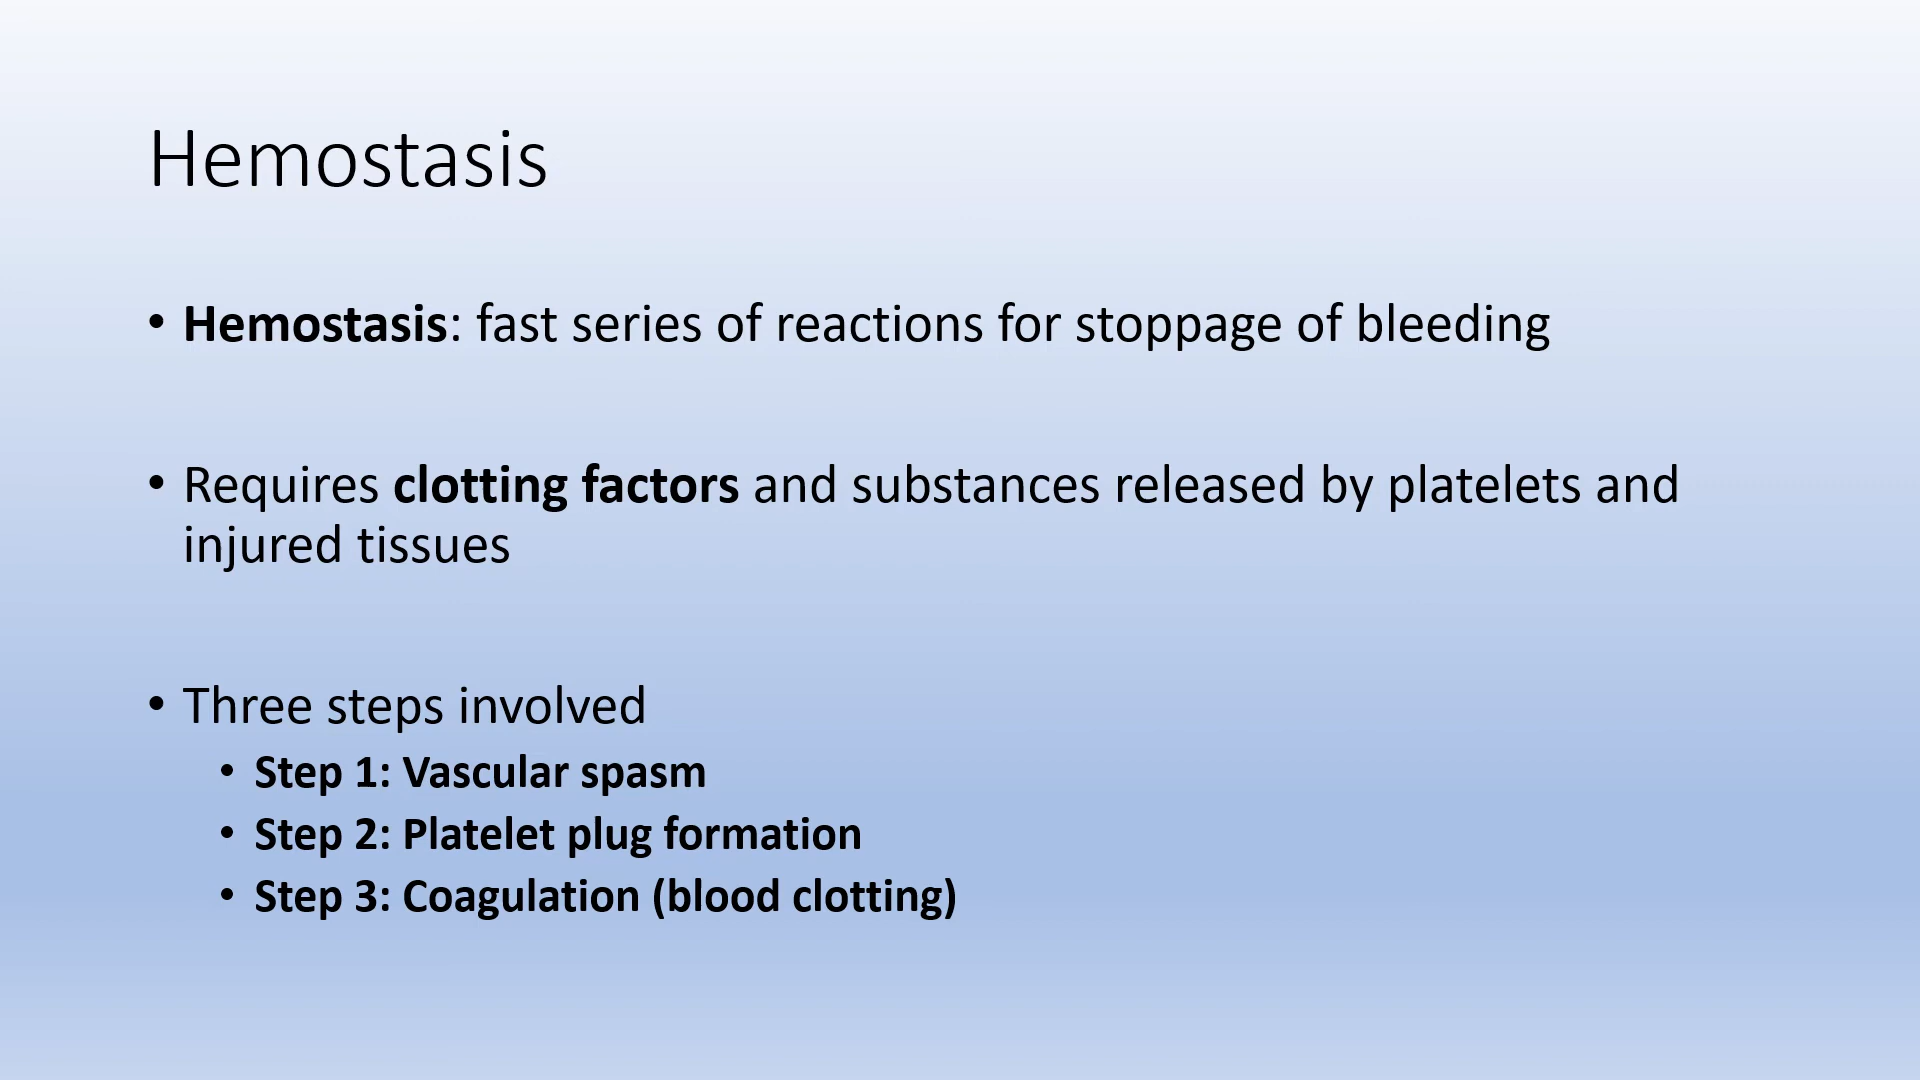 Hemostasis
• Hemostasis: fast series of reactions for stoppage of bleeding
• Requires clotting factors and substances released by platelets and
injured tissues
• Three steps involved
• Step 1: Vascular spasm
• Step 2: Platelet plug formation
• Step 3: Coagulation (blood clotting)